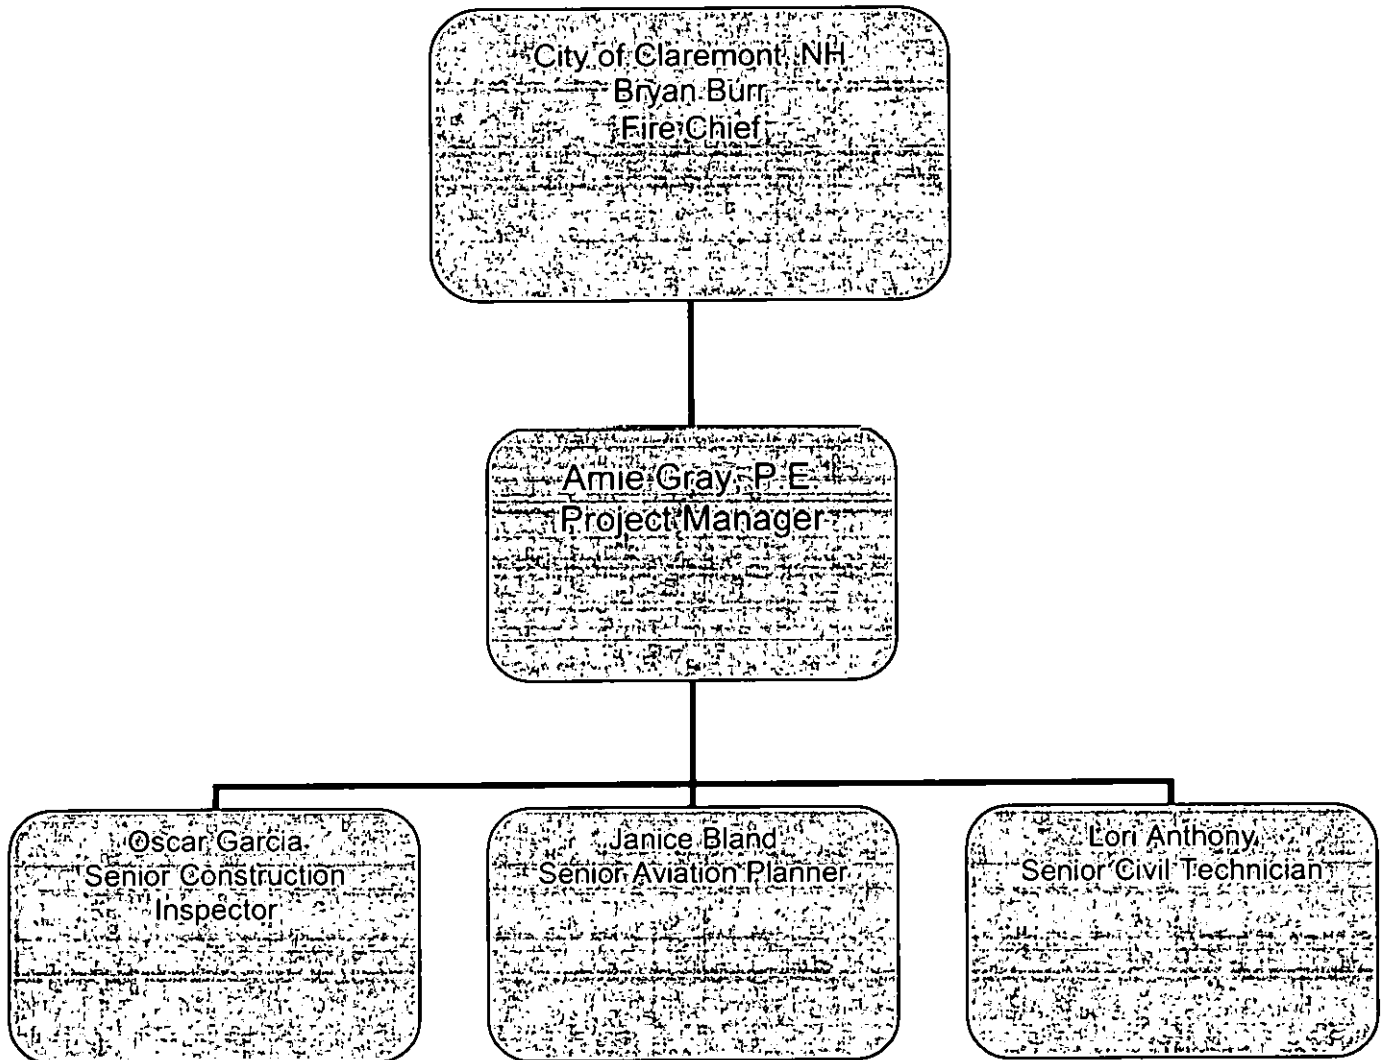 City of Claremont, NH
Bryan Burr
Fire Chief
Amie Gray, P.E.
Project Manager
Oscar Garcia
Senior Construction
Inspector
Janice Bland
Senior Aviation Planner
Lori Anthony
Senior Civil Technician